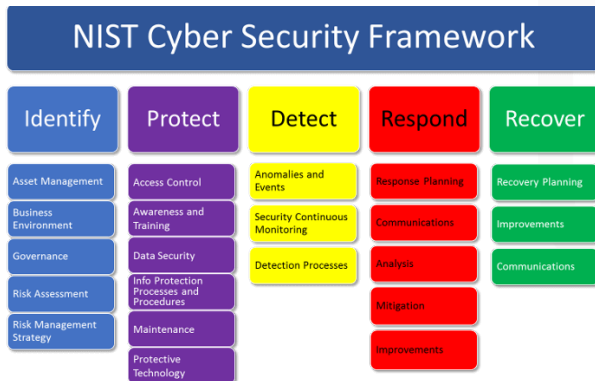 NIST Cyber Security Framework
Identify
Asset Management
Business
Environment
Governance
Risk Assessment
Risk Management
Strategy
Protect
Access Control
Awareness and
Training
Data Security
Info Protection
Processes and
Procedures
Maintenance
Protective
Technology
Detect
Anomalies and
Events
Security Continuous
Monitoring
Detection Processes
Respond
Response Planning
Communications
Analysis
Mitigation
Improvements
Recover
Recovery Planning
Improvements
Communications